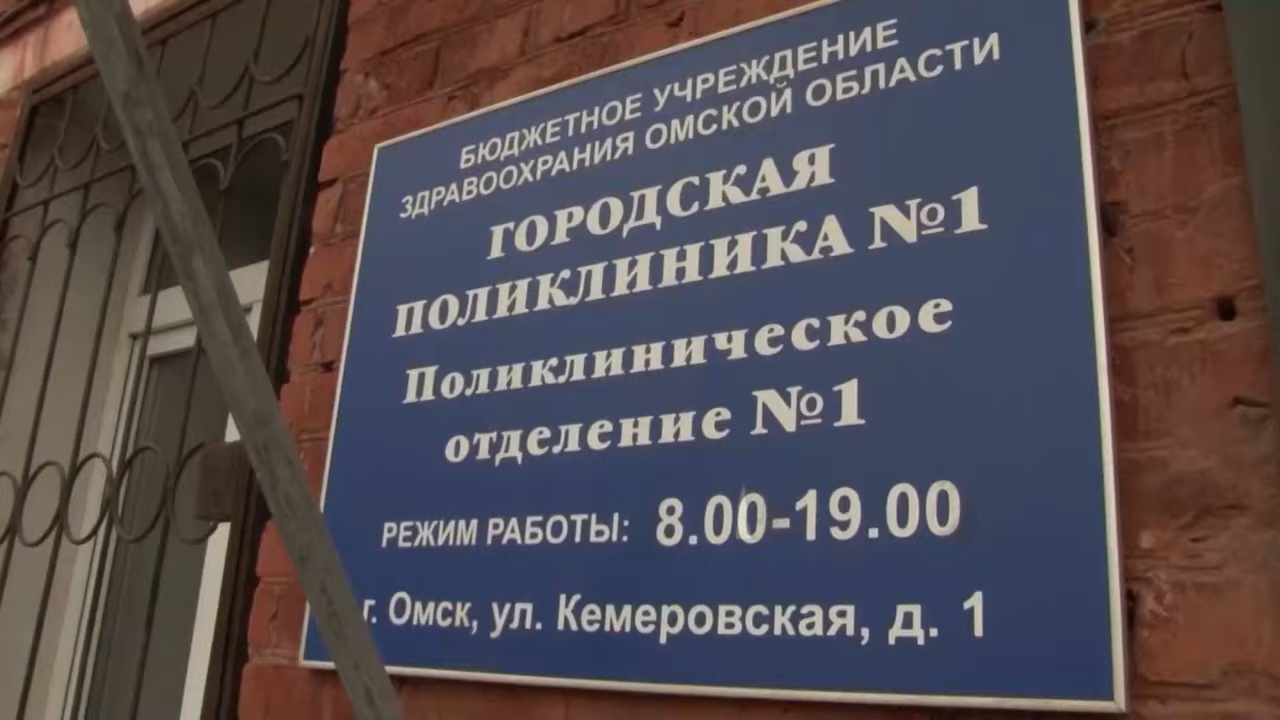 БЮДЖЕТНОЕ УЧРЕЖДЕНИЕ
ЗДРАВООХРАНИЯ ОМСКОЙ ОБЛАСТИ
ГОРОДСКАЯ
ПОЛИКЛИНИКА №1
Поликлиническое
отделение №1
РЕЖИМ РАБОТЫ: 8.00-19.00
г. Омск, ул. Кемеровская, д. 1